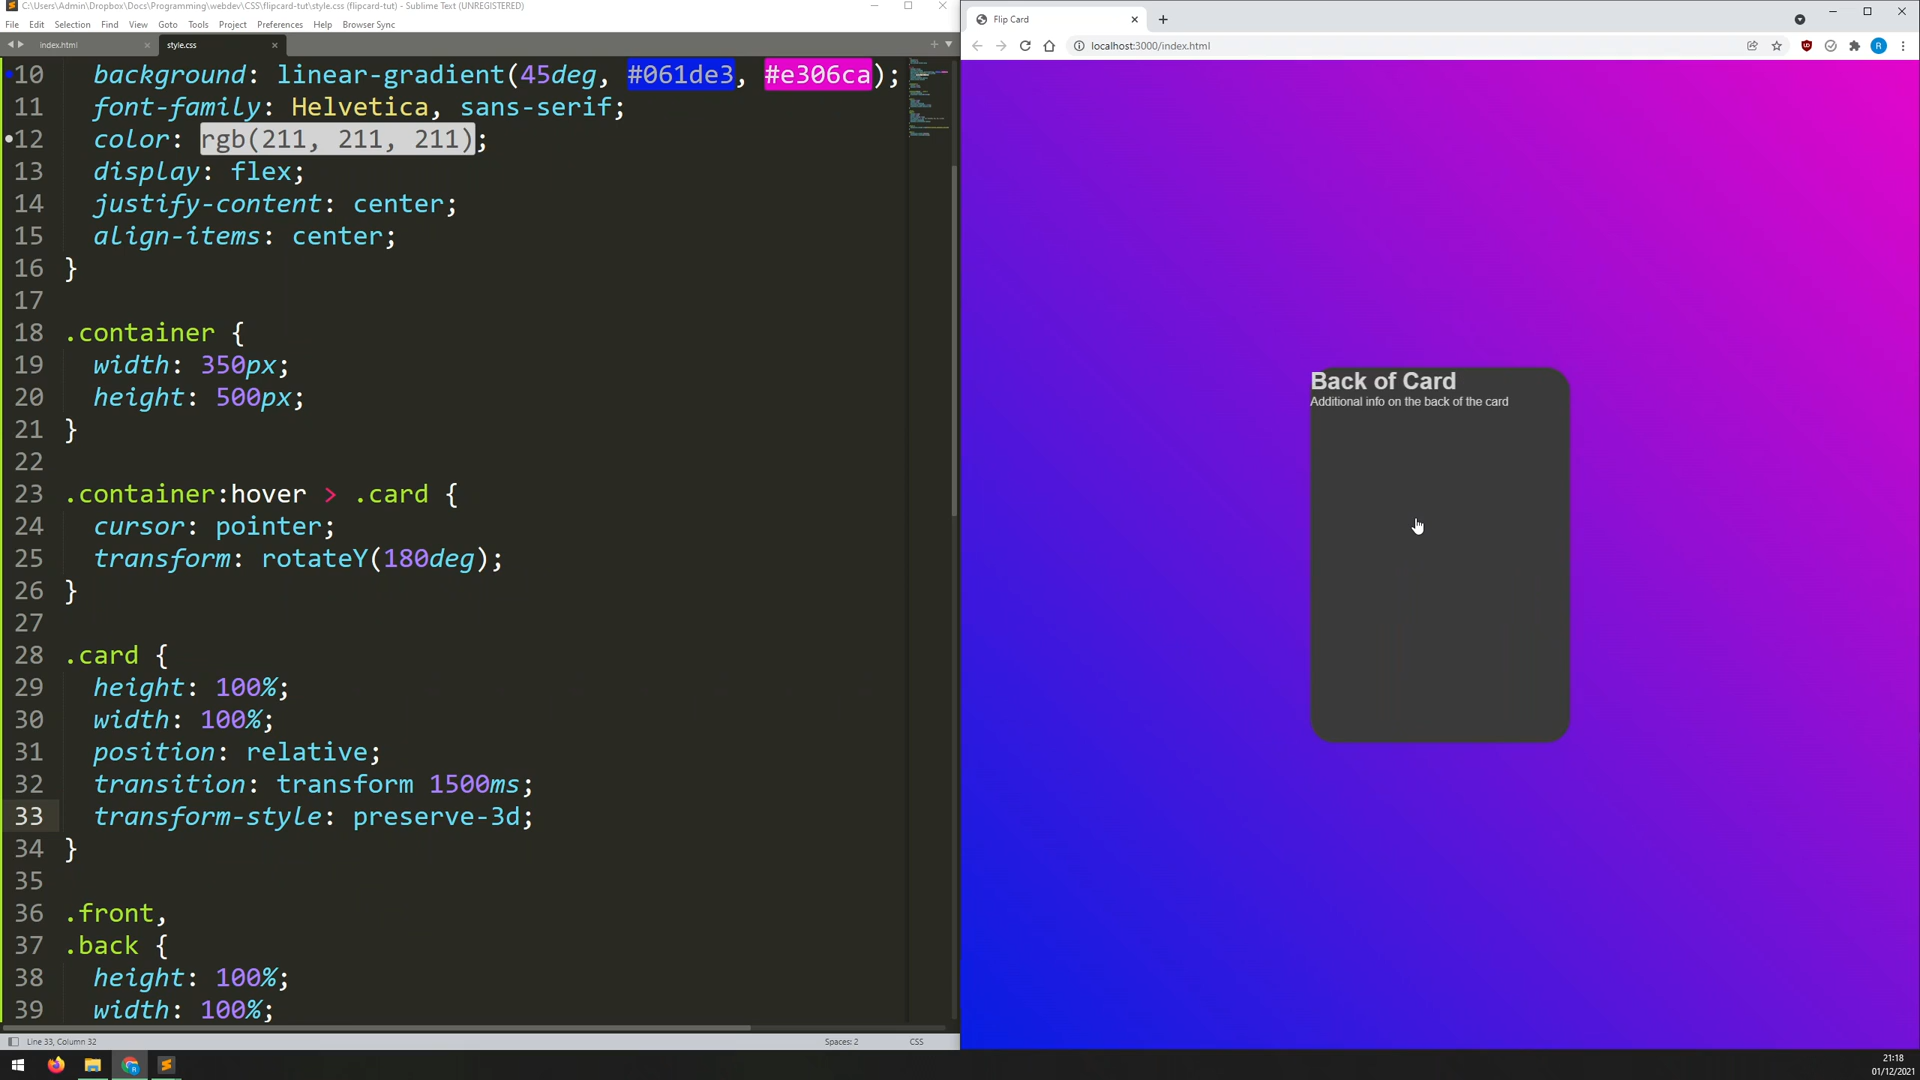 C:\Users\Admin\Dropbox\Docs\Programming\webdev\CSS\flipcard-tut\style.css (flipcard-tut) - Sublime Text (UNREGISTERED)
File Edit Selection Find View Goto Tools Project Preferences Help Browser Sync
index.html style.css
10 background: linear-gradient(45deg, #061de3, #e306ca);
11 font-family: Helvetica, sans-serif;
12 color: rgb(211, 211, 211);
13 display: flex;
14 justify-content: center;
15 align-items: center;
16 }
17
18 .container {
19 width: 350px;
20 height: 500px;
21 }
22
23 .container:hover > .card {
24 cursor: pointer;
25 transform: rotateY(180deg);
26 }
27
28 .card {
29 height: 100%;
30 width: 100%;
31 position: relative;
32 transition: transform 1500ms;
33 transform-style: preserve-3d;
34 }
35
36 .front,
37 .back {
38 height: 100%;
39 width: 100%;
Line 33, Column 32 Spaces: 2 CSS
Flip Card
localhost:3000/index.html
R
Back of Card
Additional info on the back of the card
21:18
01/12/2021